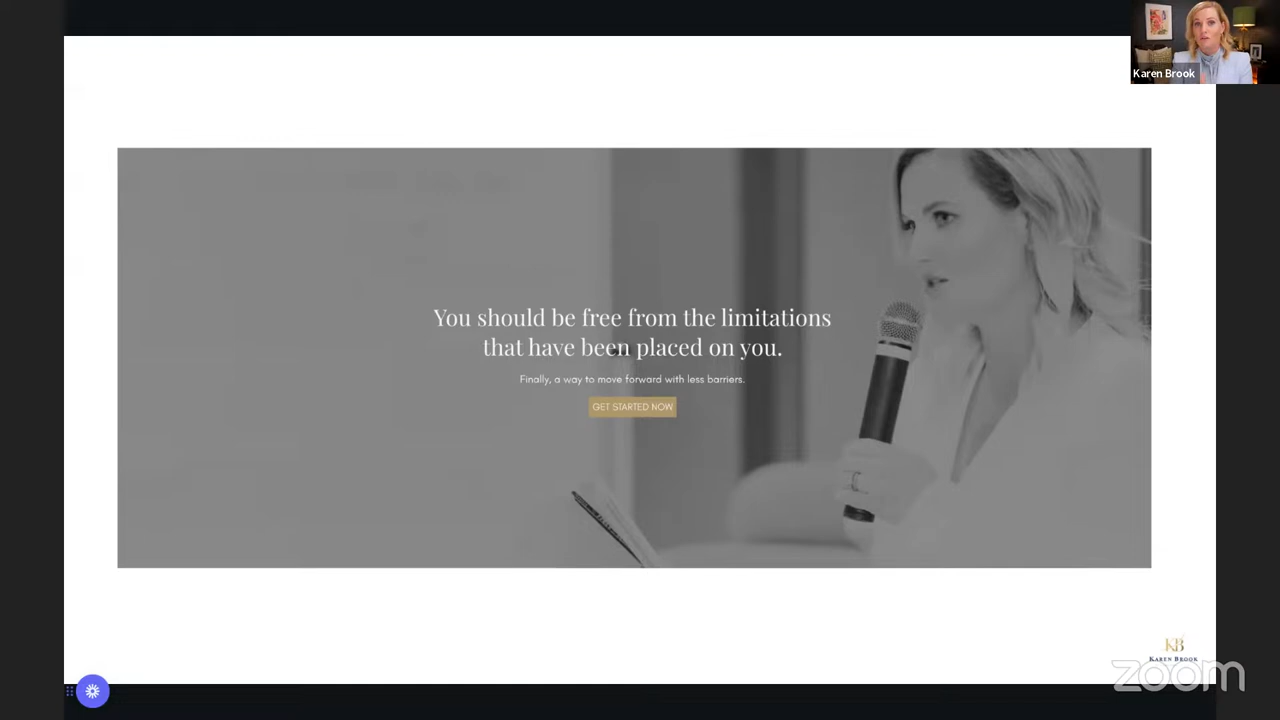 Karen Brook
You should be free from the limitations
that have been placed on you.
Finally, a way to move forward with less barriers.
GET STARTED NOW
KB
KAREN BROOK
zoom